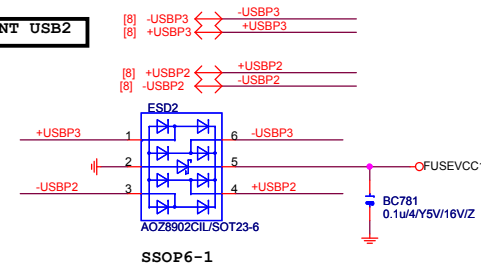 NT USB2
[8] -USBP3 -USBP3
[8] +USBP3 +USBP3
[8] +USBP2 +USBP2
[8] -USBP2 -USBP2
ESD2
+USBP3 1 6 -USBP3
2 5 FUSEVCC1
-USBP2 3 4 +USBP2
BC781
0.1u/4/Y5V/16V/Z
AOZ8902CIL/SOT23-6
SSOP6-1